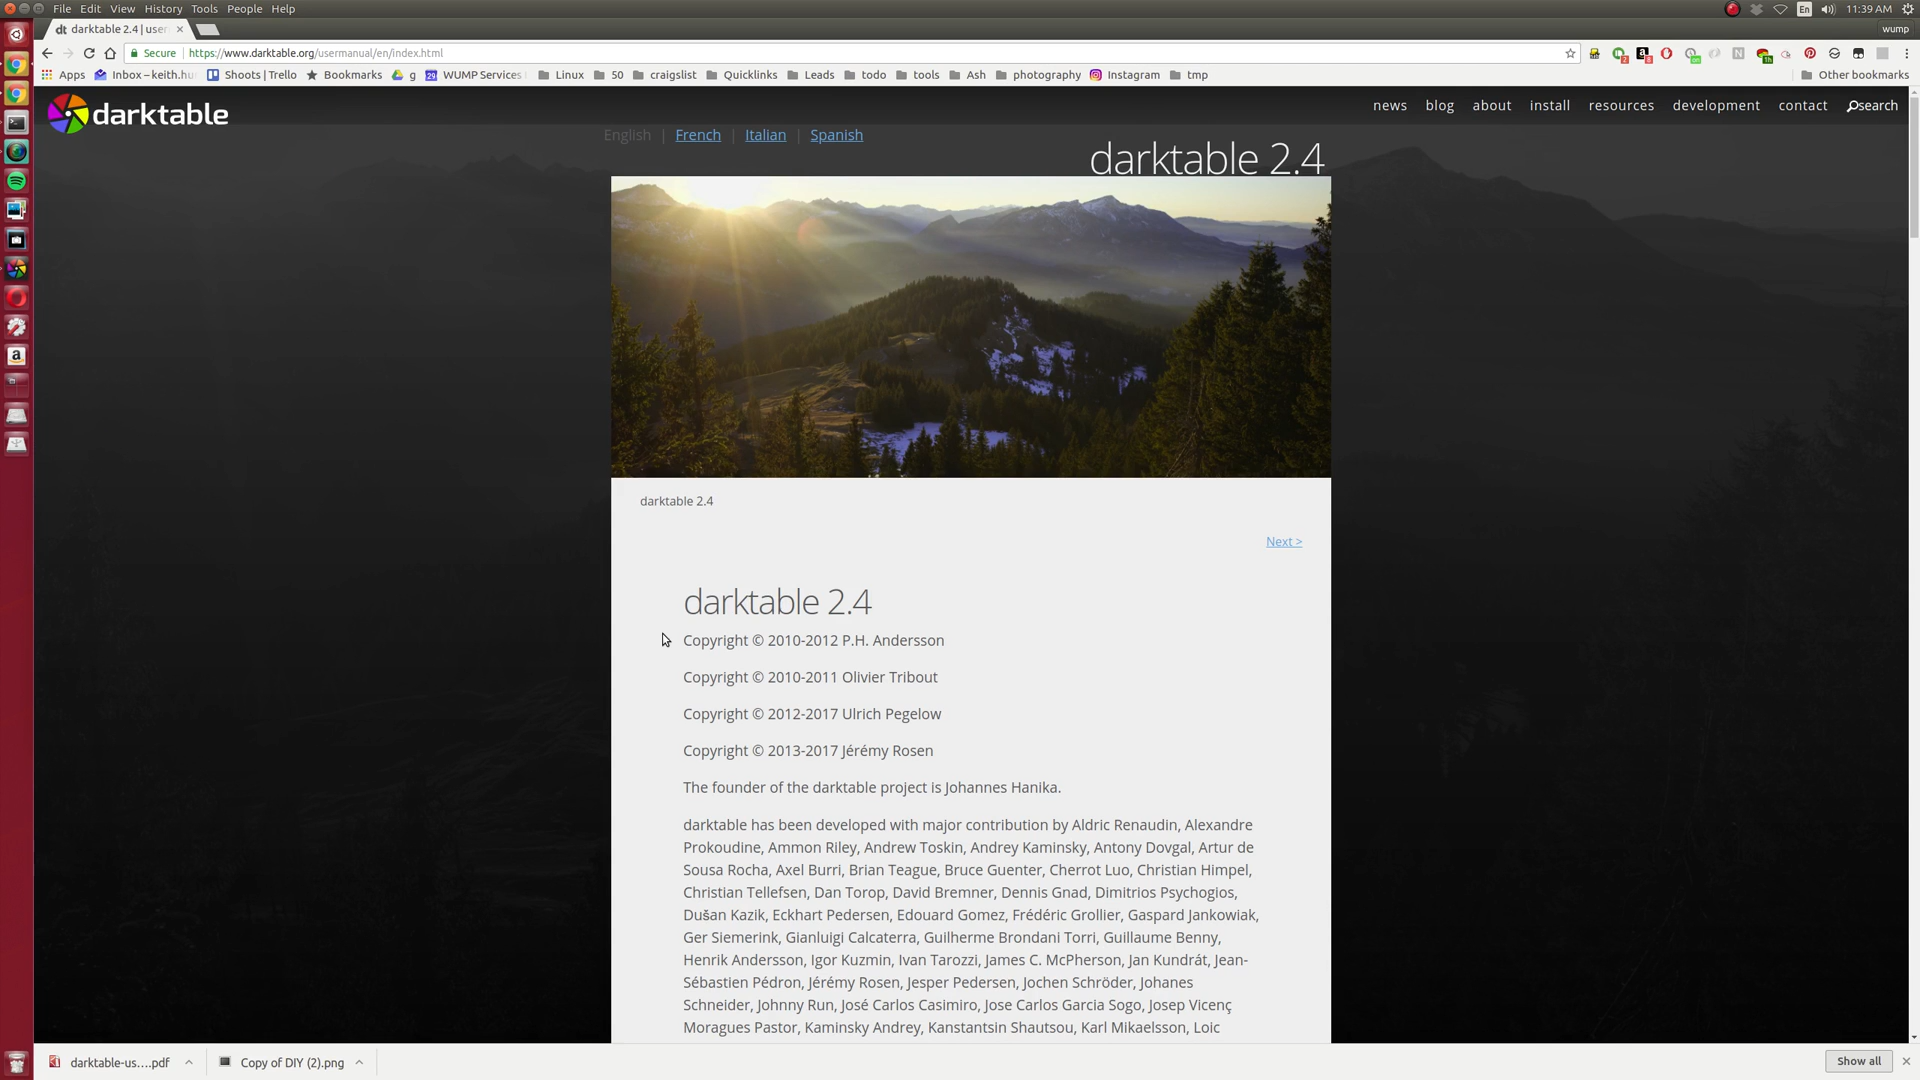 File Edit View History Tools People Help
En 11:39 AM
dt darktable 2.4 | use
wump
Secure https://www.darktable.org/usermanual/en/index.html
Apps Inbox – keith.hu Shoots | Trello Bookmarks g WUMP Services Linux 50 craigslist Quicklinks Leads todo tools Ash photography Instagram tmp Other bookmarks
darktable news blog about install resources development contact search
English | French | Italian | Spanish
darktable 2.4
darktable 2.4
Next >
darktable 2.4
Copyright © 2010-2012 P.H. Andersson
Copyright © 2010-2011 Olivier Tribout
Copyright © 2012-2017 Ulrich Pegelow
Copyright © 2013-2017 Jérémy Rosen
The founder of the darktable project is Johannes Hanika.
darktable has been developed with major contribution by Aldric Renaudin, Alexandre
Prokoudine, Ammon Riley, Andrew Toskin, Andrey Kaminsky, Antony Dovgal, Artur de
Sousa Rocha, Axel Burri, Brian Teague, Bruce Guenter, Cherrot Luo, Christian Himpel,
Christian Tellefsen, Dan Torop, David Bremner, Dennis Gnad, Dimitrios Psychogios,
Dušan Kazik, Eckhart Pedersen, Edouard Gomez, Frédéric Grollier, Gaspard Jankowiak,
Ger Siemerink, Gianluigi Calcaterra, Guilherme Brondani Torri, Guillaume Benny,
Henrik Andersson, Igor Kuzmin, Ivan Tarozzi, James C. McPherson, Jan Kundrát, Jean-
Sébastien Pédron, Jérémy Rosen, Jesper Pedersen, Jochen Schröder, Johanes
Schneider, Johnny Run, José Carlos Casimiro, Jose Carlos Garcia Sogo, Josep Vicenç
Moragues Pastor, Kaminsky Andrey, Kanstantsin Shautsou, Karl Mikaelsson, Loic
darktable-us....pdf Copy of DIY (2).png Show all